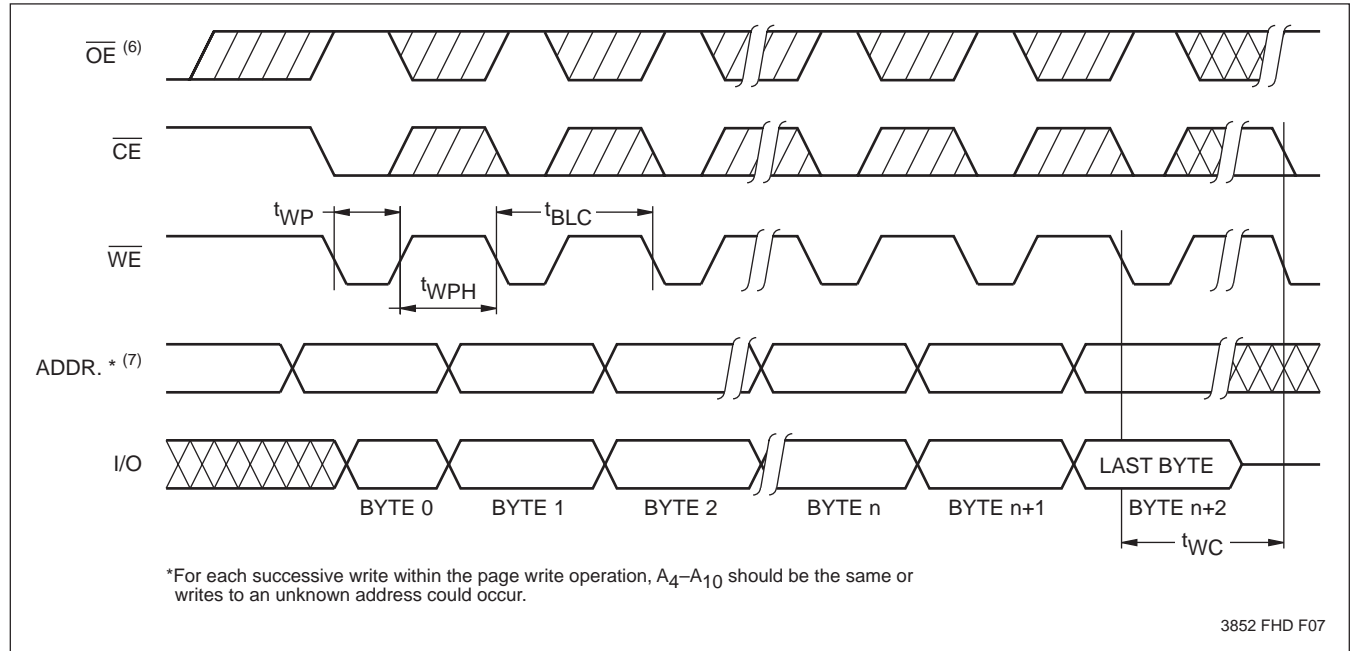 OE (6)
CE
tWP
tBLC
WE
tWPH
ADDR. * (7)
I/O
LAST BYTE
BYTE 0 BYTE 1 BYTE 2 BYTE n BYTE n+1 BYTE n+2
tWC
*For each successive write within the page write operation, A4–A10 should be the same or
writes to an unknown address could occur.
3852 FHD F07